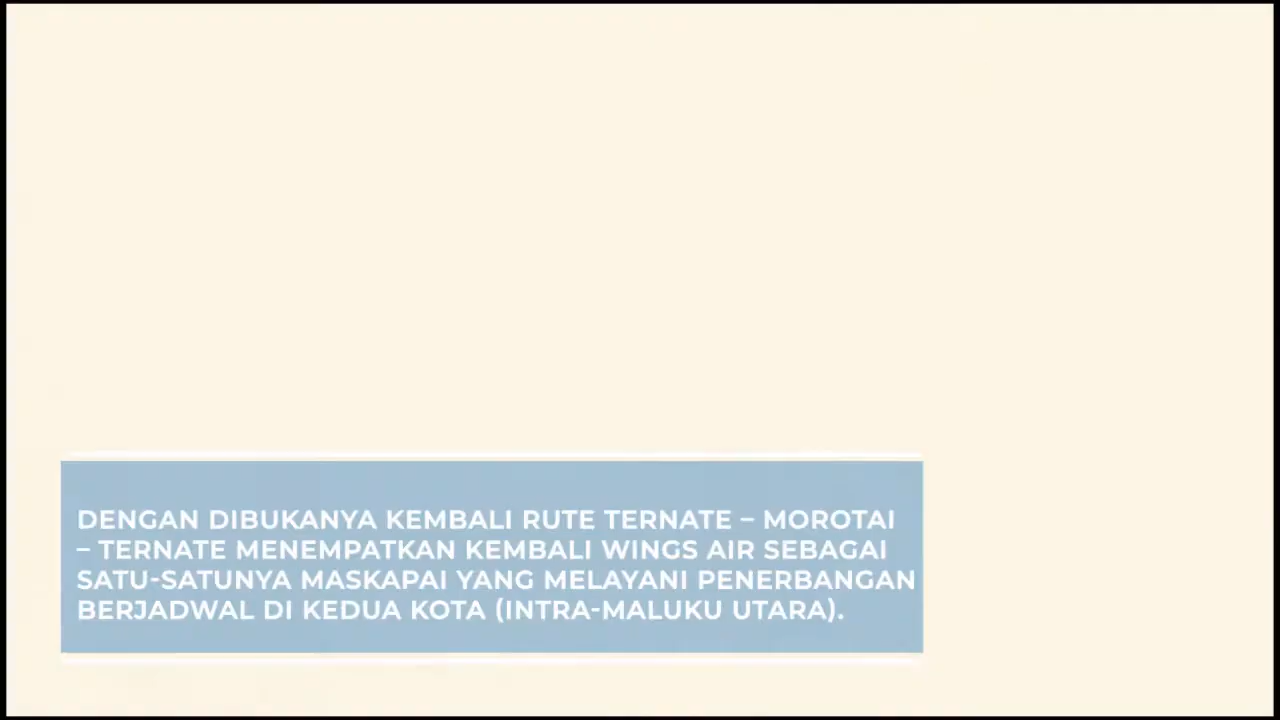 DENGAN DIBUKANYA KEMBALI RUTE TERNATE – MOROTAI
– TERNATE MENEMPATKAN KEMBALI WINGS AIR SEBAGAI
SATU-SATUNYA MASKAPAI YANG MELAYANI PENERBANGAN
BERJADWAL DI KEDUA KOTA (INTRA-MALUKU UTARA).